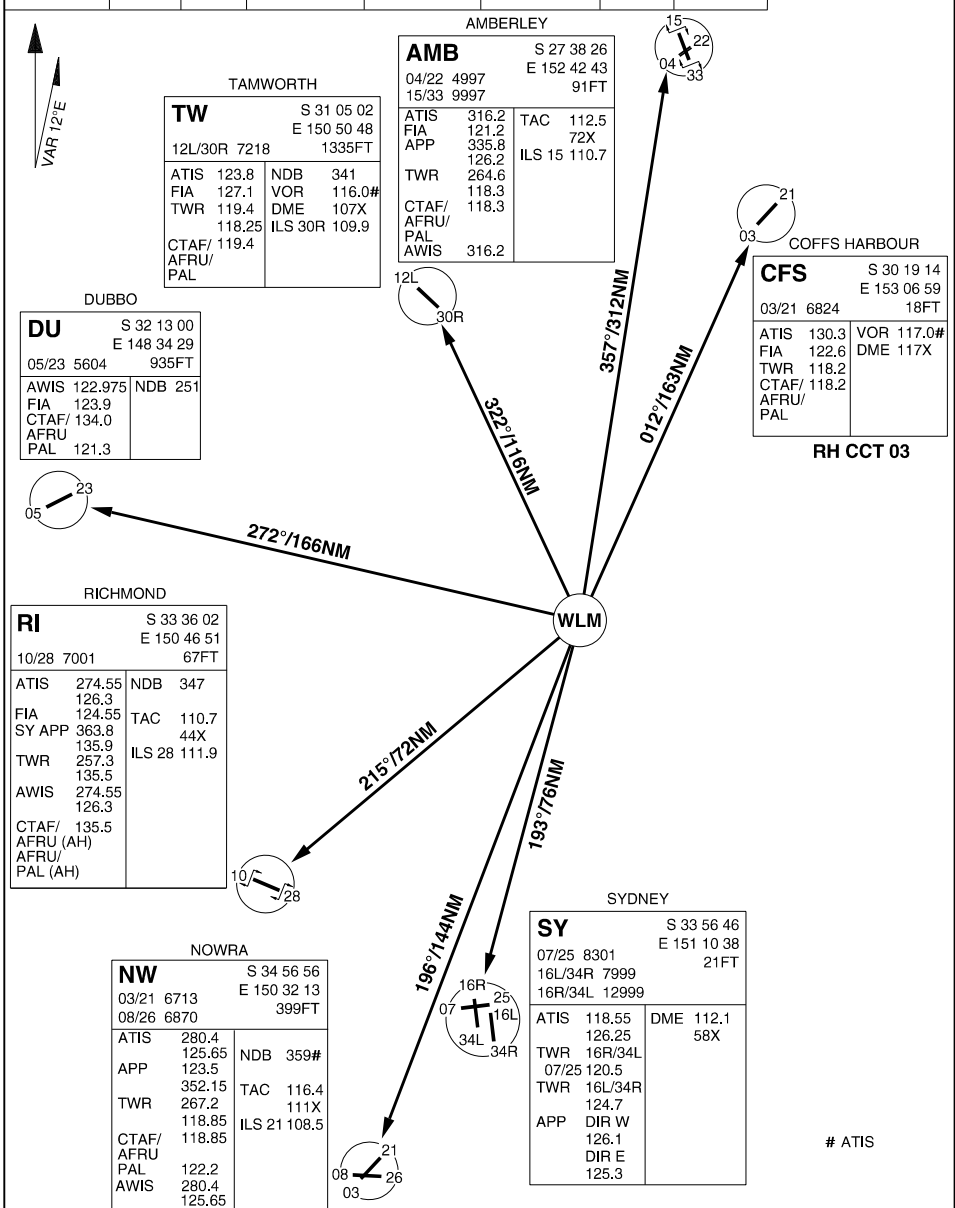 VAR 12°E
AMBERLEY
AMB S 27 38 26
E 152 42 43
04/22 4997
15/33 9997 91FT
ATIS 316.2 TAC 112.5
FIA 121.2 72X
APP 335.8 ILS 15 110.7
126.2
TWR 264.6
118.3
CTAF/ 118.3
AFRU/
PAL
AWIS 316.2
15
22
04
33
TAMWORTH
TW S 31 05 02
E 150 50 48
12L/30R 7218 1335FT
ATIS 123.8 NDB 341
FIA 127.1 VOR 116.0#
TWR 119.4 DME 107X
118.25 ILS 30R 109.9
CTAF/ 119.4
AFRU/
PAL
12L
30R
21
03
COFFS HARBOUR
CFS S 30 19 14
E 153 06 59
03/21 6824 18FT
ATIS 130.3 VOR 117.0#
FIA 122.6 DME 117X
TWR 118.2
CTAF/ 118.2
AFRU/
PAL
RH CCT 03
DUBBO
DU S 32 13 00
E 148 34 29
05/23 5604 935FT
AWIS 122.975 NDB 251
FIA 123.9
CTAF/ 134.0
AFRU
PAL 121.3
23
05
357°/312NM
012°/163NM
322°/116NM
272°/166NM
WLM
215°/72NM
193°/76NM
196°/144NM
RICHMOND
RI S 33 36 02
E 150 46 51
10/28 7001 67FT
ATIS 274.55 NDB 347
126.3
FIA 124.55 TAC 110.7
SY APP 363.8 44X
135.9 ILS 28 111.9
TWR 257.3
135.5
AWIS 274.55
126.3
CTAF/ 135.5
AFRU (AH)
AFRU/
PAL (AH)
10
28
NOWRA
NW S 34 56 56
E 150 32 13
03/21 6713 399FT
08/26 6870
ATIS 280.4
125.65 NDB 359#
APP 123.5
352.15 TAC 116.4
TWR 267.2 111X
118.85 ILS 21 108.5
CTAF/ 118.85
AFRU
PAL 122.2
AWIS 280.4
125.65
21
08
26
03
16R
25
07
16L
34L
34R
SYDNEY
SY S 33 56 46
E 151 10 38
07/25 8301 21FT
16L/34R 7999
16R/34L 12999
ATIS 118.55 DME 112.1
126.25 58X
TWR 16R/34L
07/25 120.5
TWR 16L/34R
124.7
APP DIR W
126.1
DIR E
125.3
# ATIS